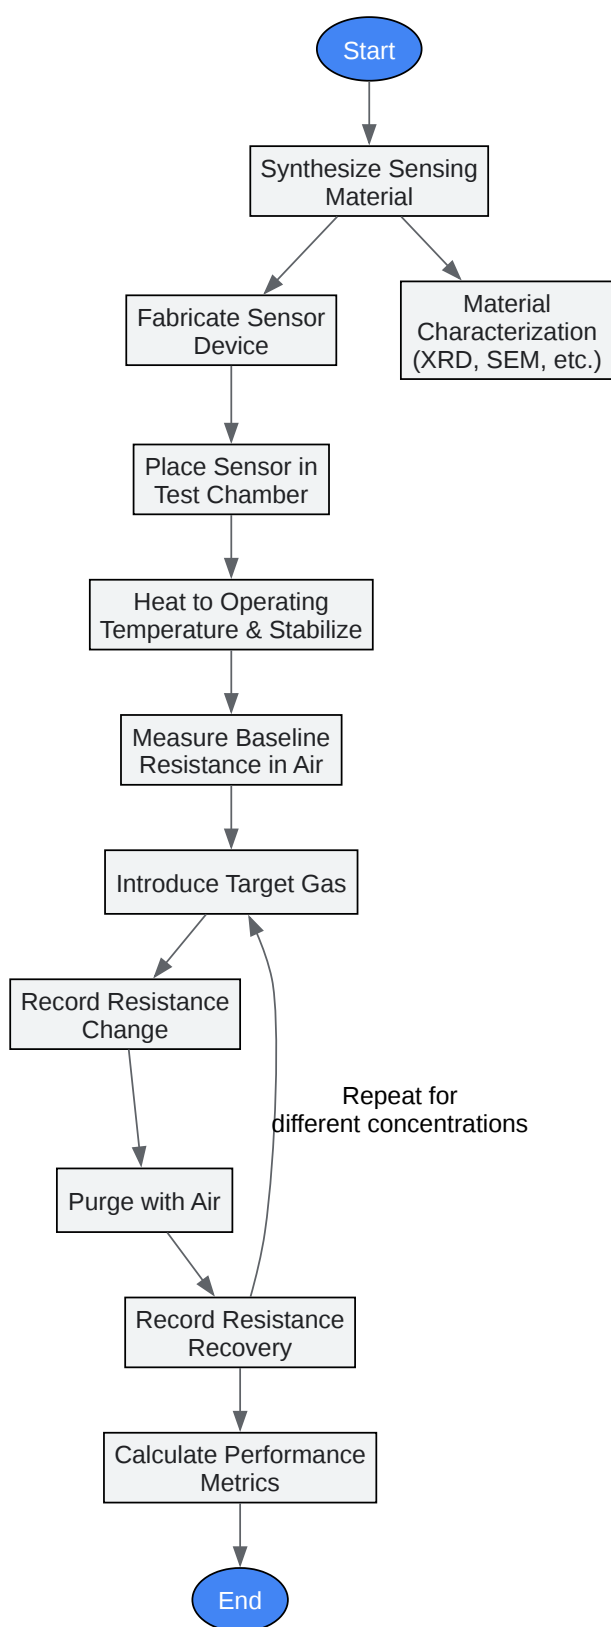 Start
Synthesize Sensing
Material
Fabricate Sensor
Device
Material
Characterization
(XRD, SEM, etc.)
Place Sensor in
Test Chamber
Heat to Operating
Temperature & Stabilize
Measure Baseline
Resistance in Air
Introduce Target Gas
Record Resistance
Change
Repeat for
different concentrations
Purge with Air
Record Resistance
Recovery
Calculate Performance
Metrics
End